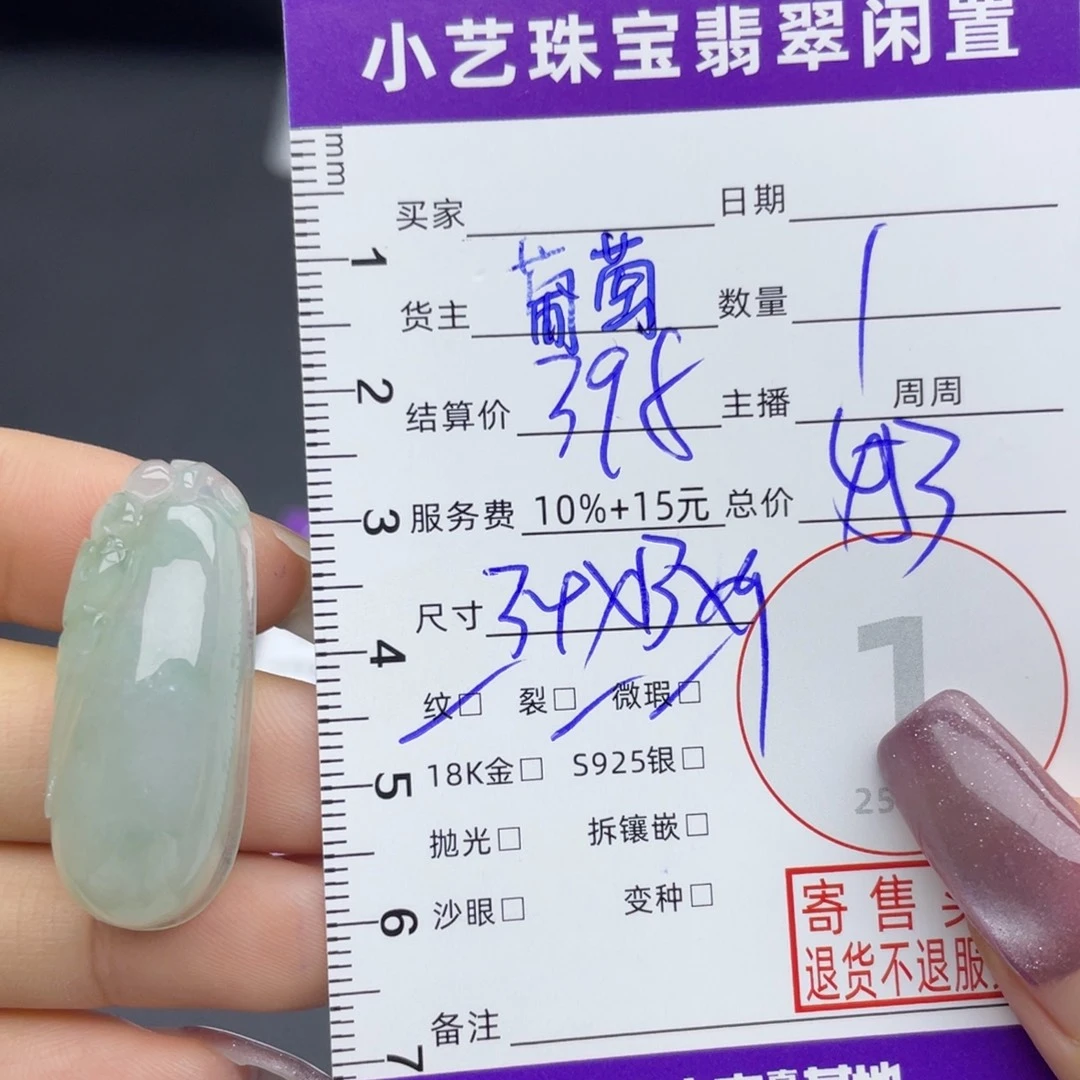 小艺珠宝翡翠闲置
mm
买家 日期
货主 葡萄 数量 1
1
结算价 398 主播 周周
2
服务费 10%+15元 总价 453
3
尺寸 34X13X9
4
纹□ 裂□ 微瑕□
18K金□ S925银□
5
抛光□ 拆镶嵌□
沙眼□ 变种□
6
备注
7
1
25
寄售
退货不退服